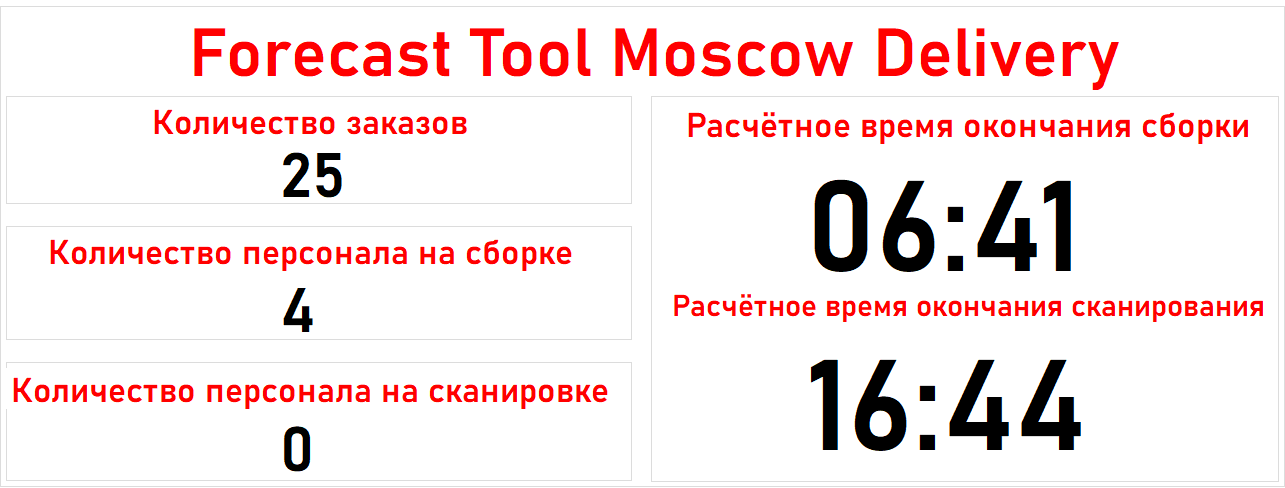 Forecast Tool Moscow Delivery
Количество заказов
25
Количество персонала на сборке
4
Количество персонала на сканировке
0
Расчётное время окончания сборки
06:41
Расчётное время окончания сканирования
16:44